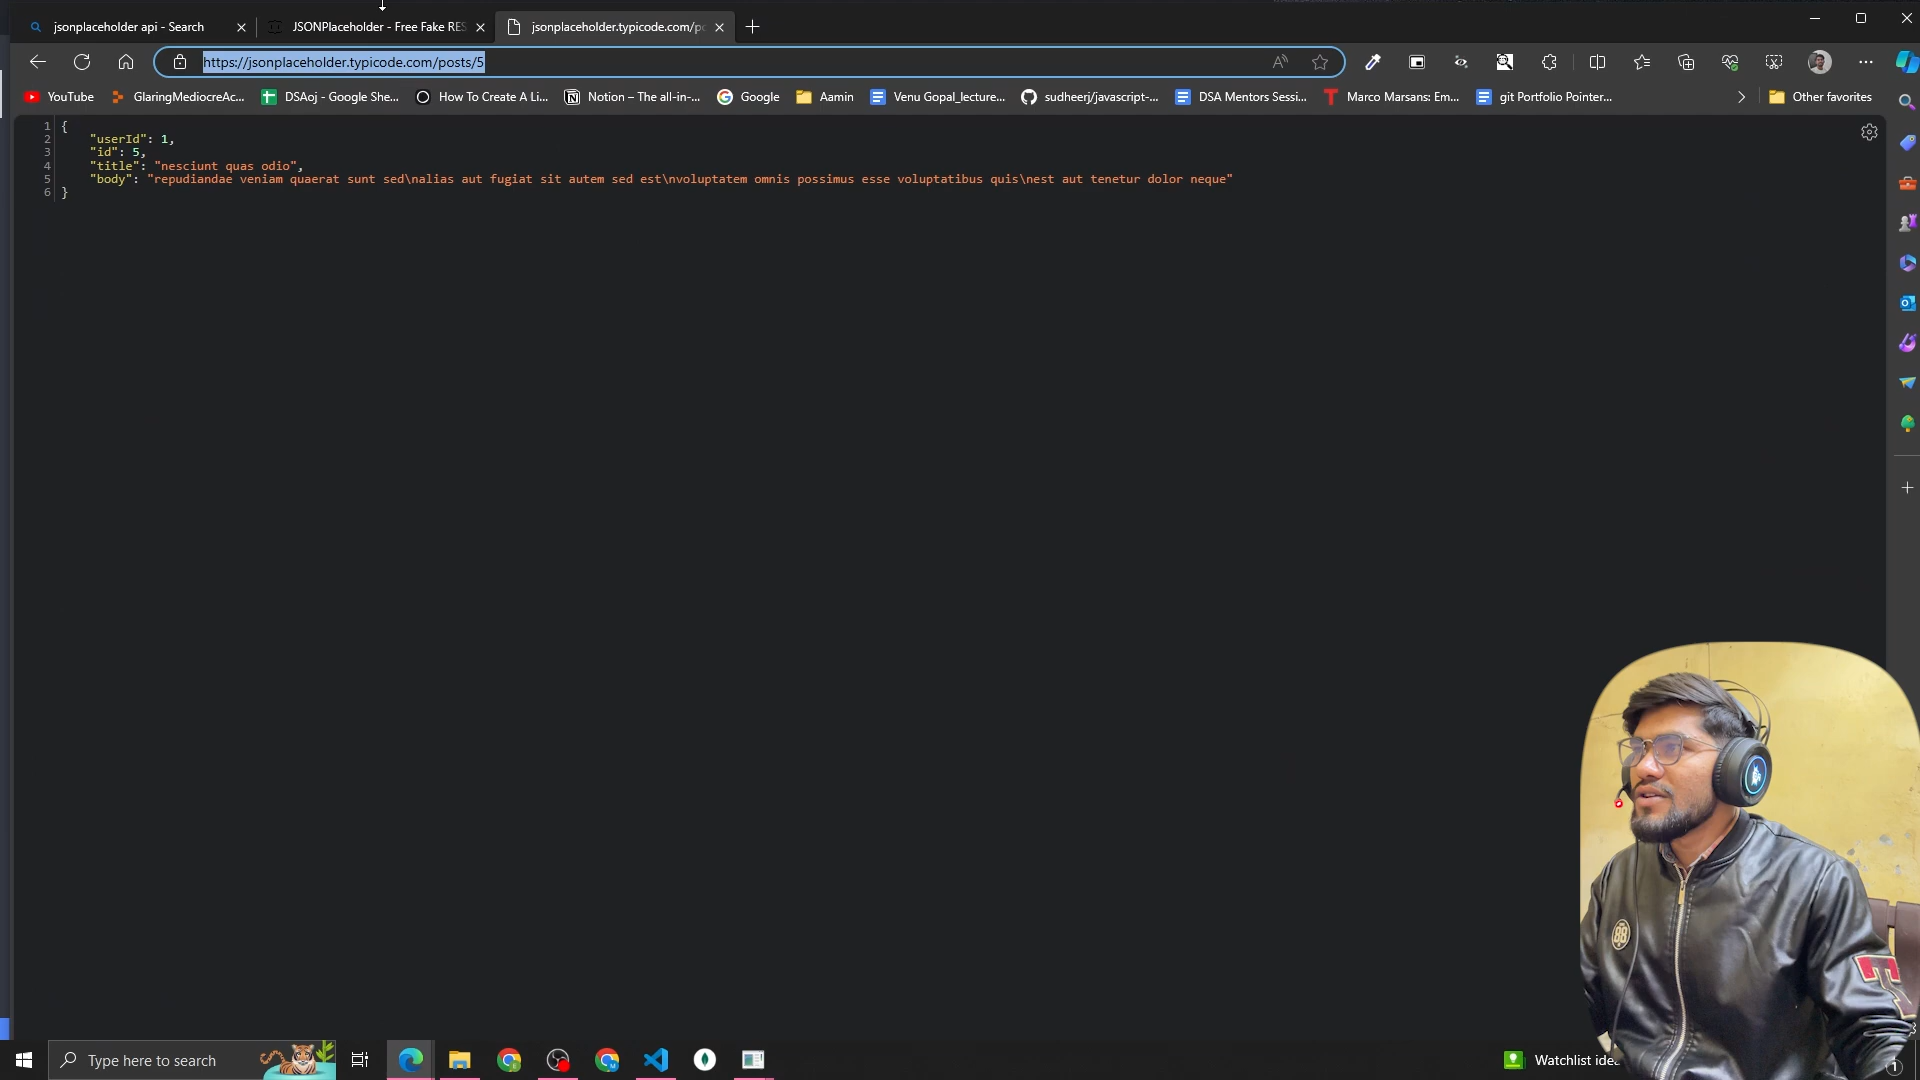 jsonplaceholder api - Search
JSONPlaceholder - Free Fake RES
jsonplaceholder.typicode.com/po
https://jsonplaceholder.typicode.com/posts/5
YouTube
GlaringMediocreAc...
DSAoj - Google She...
How To Create A Li...
Notion – The all-in-...
Google
Aamin
Venu Gopal_lecture...
sudheerj/javascript-...
DSA Mentors Sessi...
Marco Marsans: Em...
git Portfolio Pointer...
Other favorites
1 {
2 "userId": 1,
3 "id": 5,
4 "title": "nesciunt quas odio",
5 "body": "repudiandae veniam quaerat sunt sed\nalias aut fugiat sit autem sed est\nvoluptatem omnis possimus esse voluptatibus quis\nest aut tenetur dolor neque"
6 }
88
Type here to search
Watchlist idea
1